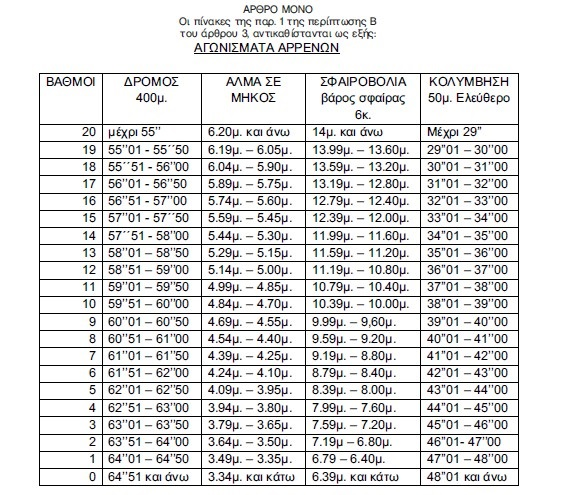 ΑΡΘΡΟ ΜΟΝΟ
Οι πίνακες της παρ. 1 της περίπτωσης Β
του άρθρου 3, αντικαθίστανται ως εξής:
ΑΓΩΝΙΣΜΑΤΑ ΑΡΡΕΝΩΝ
ΒΑΘΜΟΙ ΔΡΟΜΟΣ 400μ. ΑΛΜΑ ΣΕ ΜΗΚΟΣ ΣΦΑΙΡΟΒΟΛΙΑ βάρος σφαίρας 6κ. ΚΟΛΥΜΒΗΣΗ 50μ. Ελεύθερο
20 μέχρι 55'' 6.20μ. και άνω 14μ. και άνω Μέχρι 29"
19 55''01 - 55΄΄50 6.19μ. – 6.05μ. 13.99μ. – 13.60μ. 29"01 – 30"00
18 55΄΄51 - 56''00 6.04μ. – 5.90μ. 13.59μ. – 13.20μ. 30"01 – 31"00
17 56''01 – 56''50 5.89μ. – 5.75μ. 13.19μ – 12.80μ. 31"01 – 32"00
16 56''51 - 57''00 5.74μ. – 5.60μ. 12.79μ. – 12.40μ. 32"01 – 33"00
15 57''01 - 57΄΄50 5.59μ. – 5.45μ. 12.39μ. – 12.00μ. 33"01 – 34"00
14 57΄΄51 - 58''00 5.44μ. – 5.30μ. 11.99μ – 11.60μ. 34"01 – 35"00
13 58''01 – 58''50 5.29μ. – 5.15μ. 11.59μ – 11.20μ. 35"01 – 36"00
12 58''51 – 59''00 5.14μ. – 5.00μ. 11.19μ – 10.80μ. 36"01 – 37"00
11 59''01 – 59''50 4.99μ. – 4.85μ. 10.79μ – 10.40μ. 37"01 – 38"00
10 59''51 – 60''00 4.84μ. – 4.70μ. 10.39μ – 10.00μ. 38"01 – 39"00
9 60''01 – 60''50 4.69μ. – 4.55μ. 9.99μ. – 9,60μ. 39"01 – 40"00
8 60''51 – 61''00 4.54μ. – 4.40μ. 9.59μ – 9.20μ. 40"01 – 41"00
7 61''01 – 61''50 4.39μ. – 4.25μ. 9.19μ – 8.80μ. 41"01 – 42"00
6 61''51 – 62''00 4.24μ. – 4.10μ. 8.79μ – 8.40μ. 42"01 – 43"00
5 62''01 – 62''50 4.09μ. – 3.95μ. 8.39μ – 8.00μ. 43"01 – 44"00
4 62''51 – 63''00 3.94μ. – 3.80μ. 7.99μ – 7.60μ. 44"01 – 45"00
3 63''01 – 63''50 3.79μ. – 3.65μ. 7.59μ – 7.20μ. 45"01 – 46"00
2 63''51 – 64''00 3.64μ. – 3.50μ. 7.19μ – 6.80μ. 46"01- 47"00
1 64''01 – 64''50 3.49μ. – 3.35μ. 6.79 – 6.40μ. 47"01 – 48"00
0 64''51 και άνω 3.34μ. και κάτω 6.39μ. και κάτω 48"01 και άνω